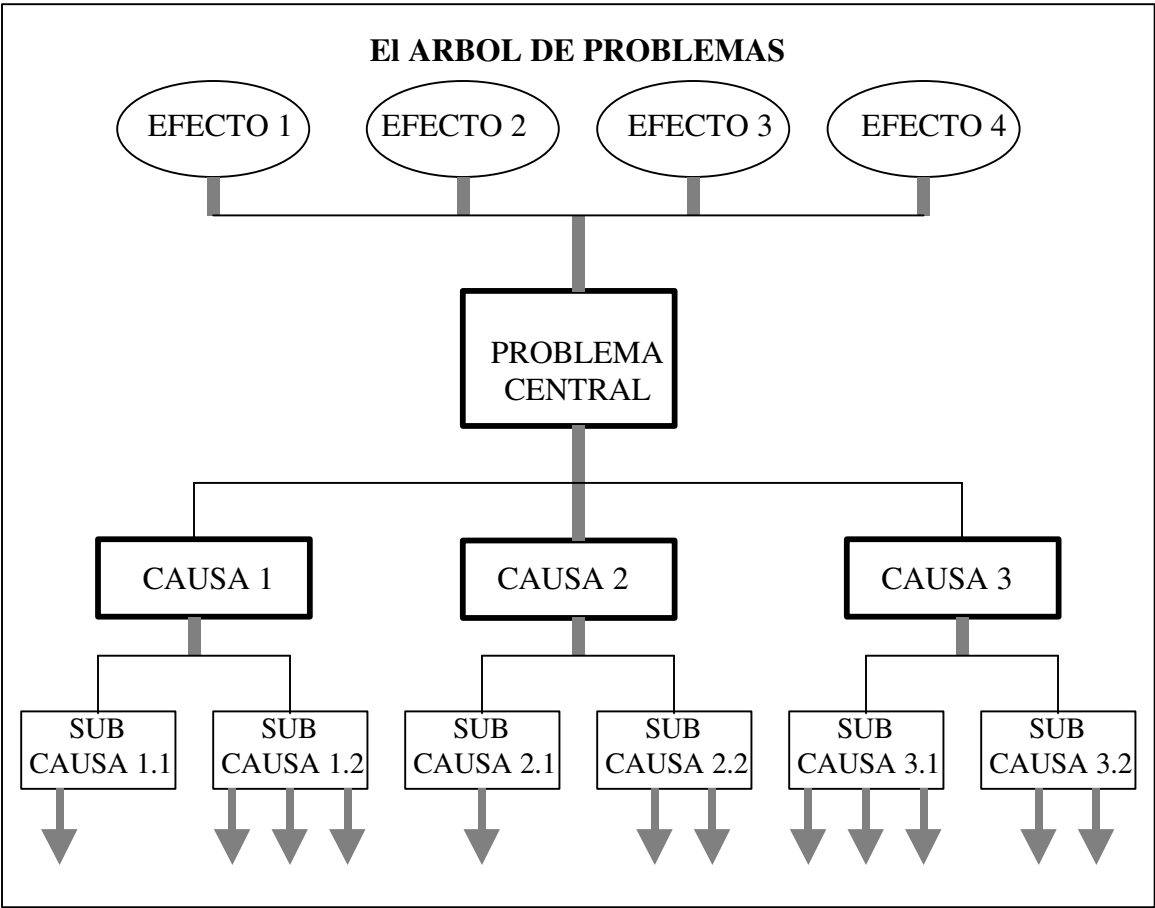 El ARBOL DE PROBLEMAS
EFECTO 1
EFECTO 2
EFECTO 3
EFECTO 4
PROBLEMA
CENTRAL
CAUSA 1
CAUSA 2
CAUSA 3
SUB
CAUSA 1.1
SUB
CAUSA 1.2
SUB
CAUSA 2.1
SUB
CAUSA 2.2
SUB
CAUSA 3.1
SUB
CAUSA 3.2